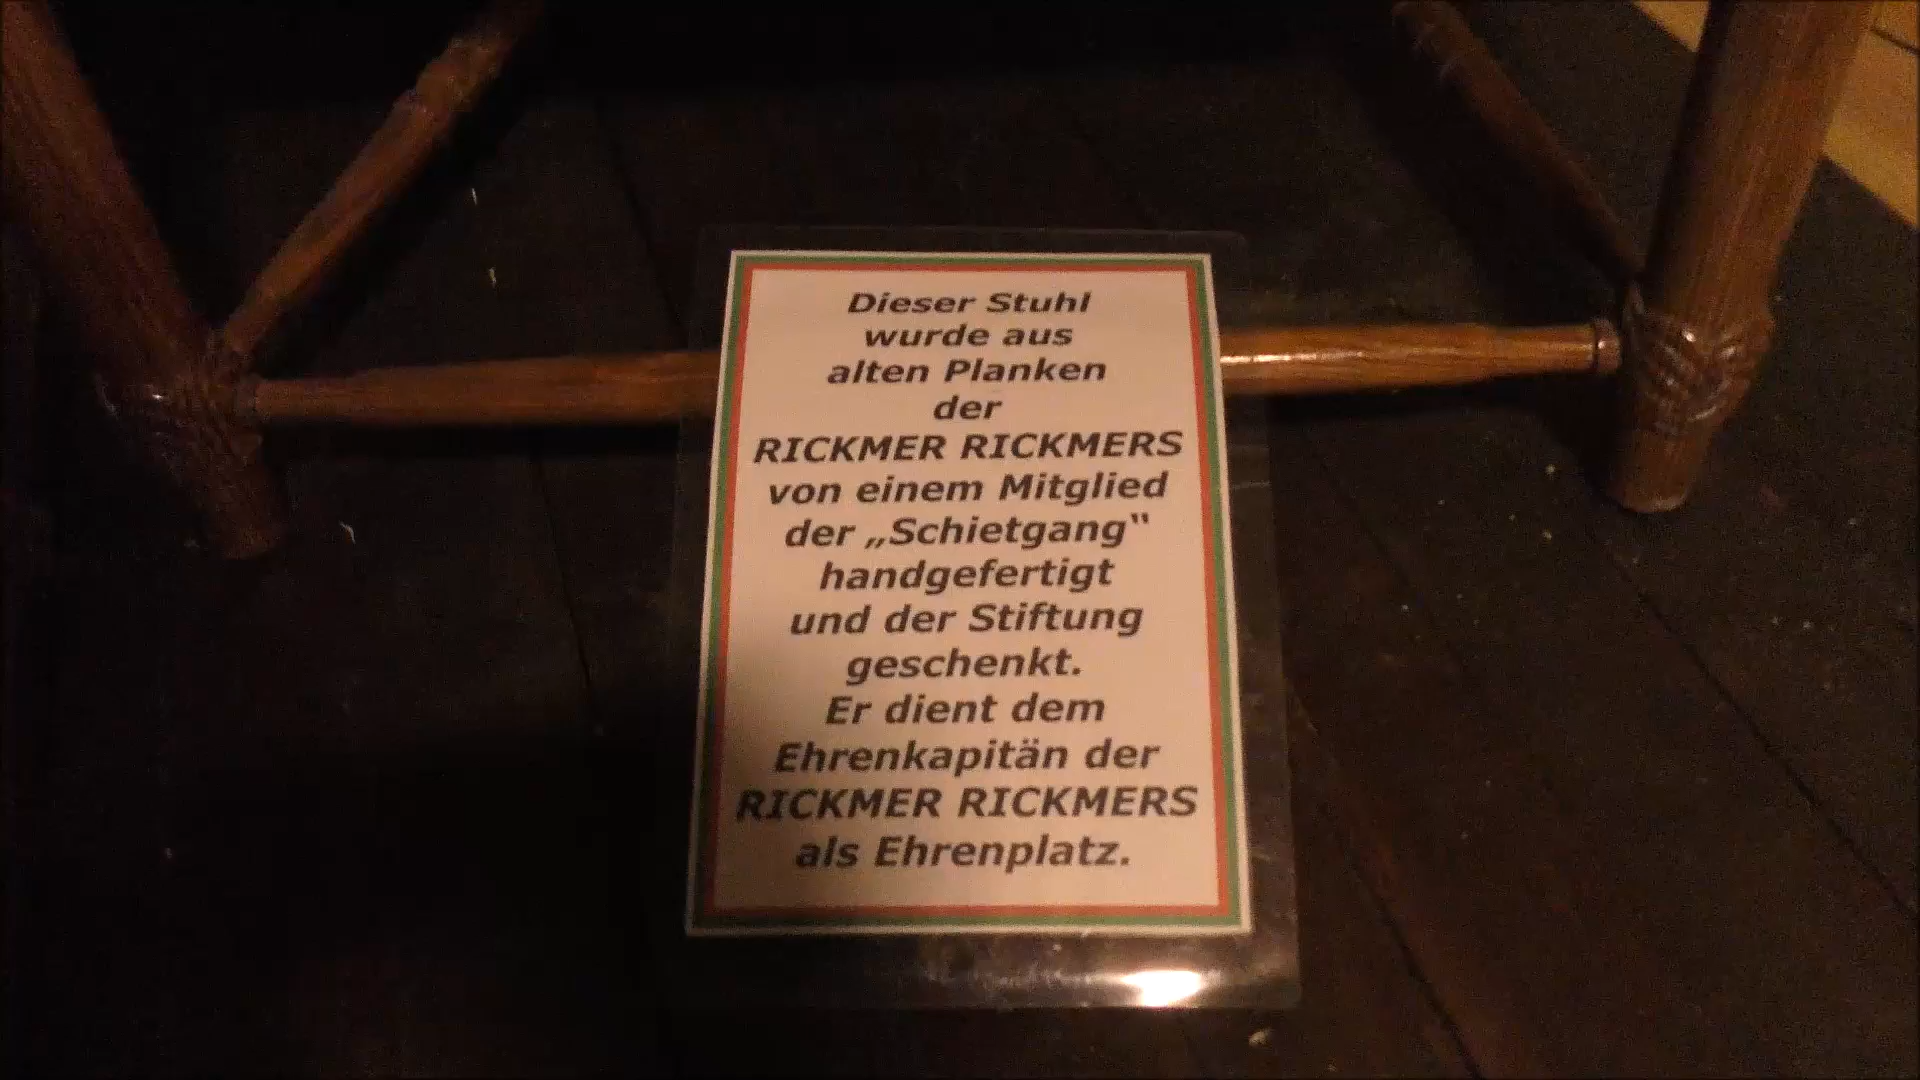 Dieser Stuhl
wurde aus
alten Planken
der
RICKMER RICKMERS
von einem Mitglied
der „Schietgang“
handgefertigt
und der Stiftung
geschenkt.
Er dient dem
Ehrenkapitän der
RICKMER RICKMERS
als Ehrenplatz.